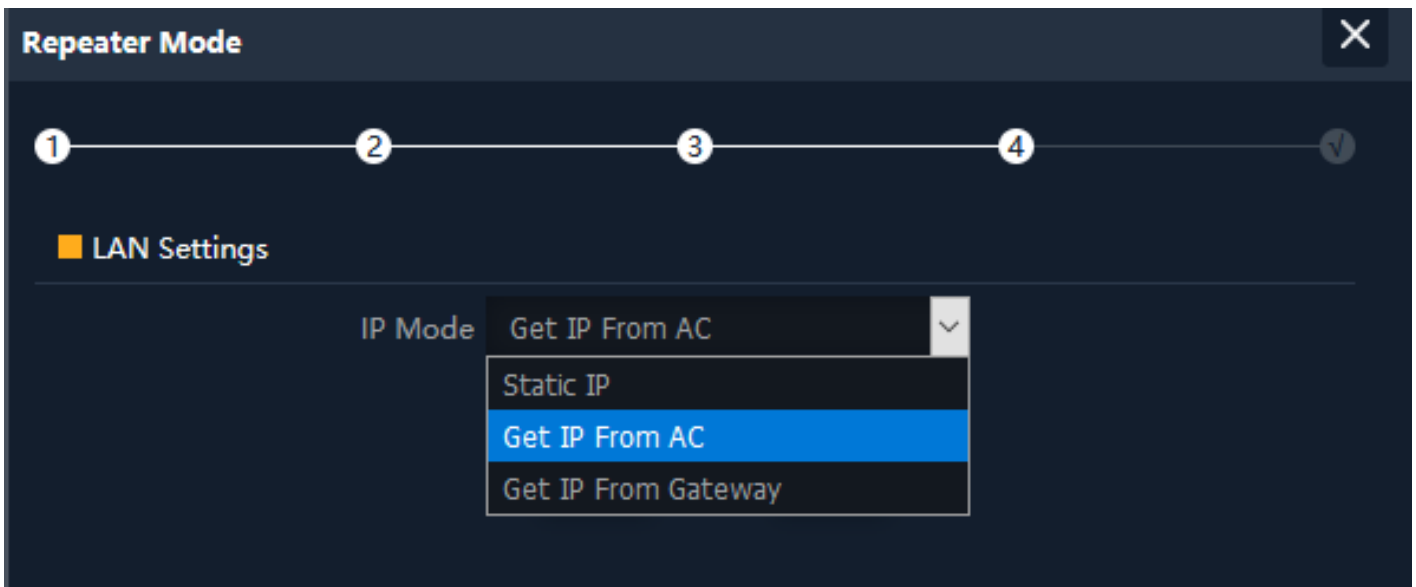 Repeater Mode
1 2 3 4 √
LAN Settings
IP Mode Get IP From AC
Static IP
Get IP From AC
Get IP From Gateway